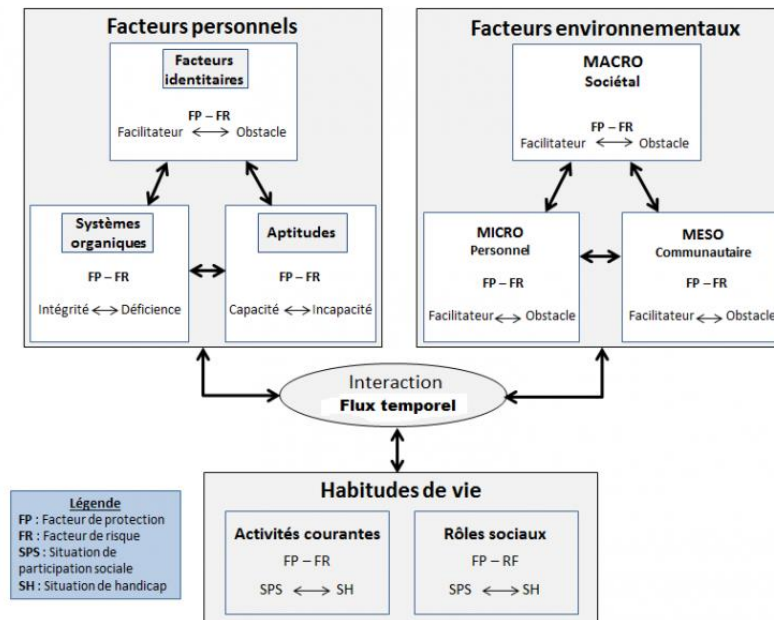 Facteurs personnels
Facteurs
identitaires
FP – FR
Facilitateur Obstacle
Systèmes
organiques
FP – FR
Intégrité Déficience
Aptitudes
FP – FR
Capacité Incapacité
Facteurs environnementaux
MACRO
Sociétal
FP – FR
Facilitateur Obstacle
MICRO
Personnel
FP – FR
Facilitateur Obstacle
MESO
Communautaire
FP – FR
Facilitateur Obstacle
Interaction
Flux temporel
Habitudes de vie
Activités courantes
FP – FR
SPS SH
Rôles sociaux
FP – RF
SPS SH
Légende
FP : Facteur de protection
FR : Facteur de risque
SPS : Situation de
participation sociale
SH : Situation de handicap